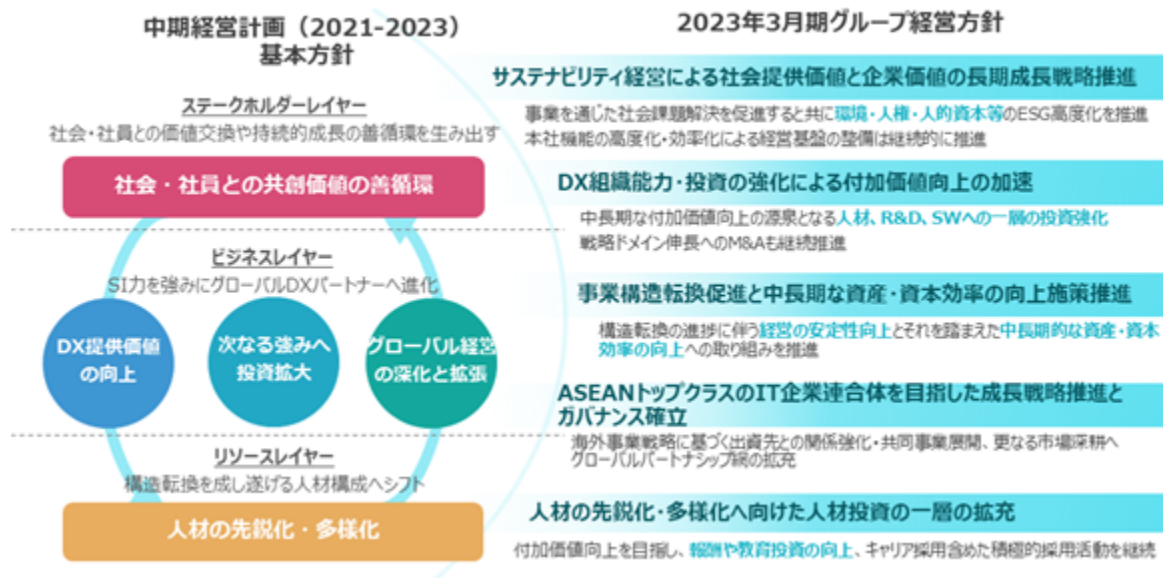 中期経営計画（2021-2023）
基本方針
ステークホルダーレイヤー
社会・社員との価値交換や持続的成長の善循環を生み出す
社会・社員との共創価値の善循環
ビジネスレイヤー
SI力を強みにグローバルDXパートナーへ進化
DX提供価値
の向上
次なる強みへ
投資拡大
グローバル経営
の深化と拡張
リソースレイヤー
構造転換を成し遂げる人材構成へシフト
人材の先鋭化・多様化
2023年3月期グループ経営方針
サステナビリティ経営による社会提供価値と企業価値の長期成長戦略推進
事業を通じた社会課題解決を促進すると共に環境・人権・人的資本等のESG高度化を推進
本社機能の高度化・効率化による経営基盤の整備は継続的に推進
DX組織能力・投資の強化による付加価値向上の加速
中長期な付加価値向上の源泉となる人材、R&D、SWへの一層の投資強化
戦略ドメイン伸長へのM&Aも継続推進
事業構造転換促進と中長期な資産・資本効率の向上施策推進
構造転換の進捗に伴う経営の安定性向上とそれを踏まえた中長期的な資産・資本
効率の向上への取り組みを推進
ASEANトップクラスのIT企業連合体を目指した成長戦略推進と
ガバナンス確立
海外事業戦略に基づく出資先との関係強化・共同事業展開、更なる市場深耕へ
グローバルパートナシップ網の拡充
人材の先鋭化・多様化へ向けた人材投資の一層の拡充
付加価値向上を目指し、報酬や教育投資の向上、キャリア採用含めた積極的採用活動を継続